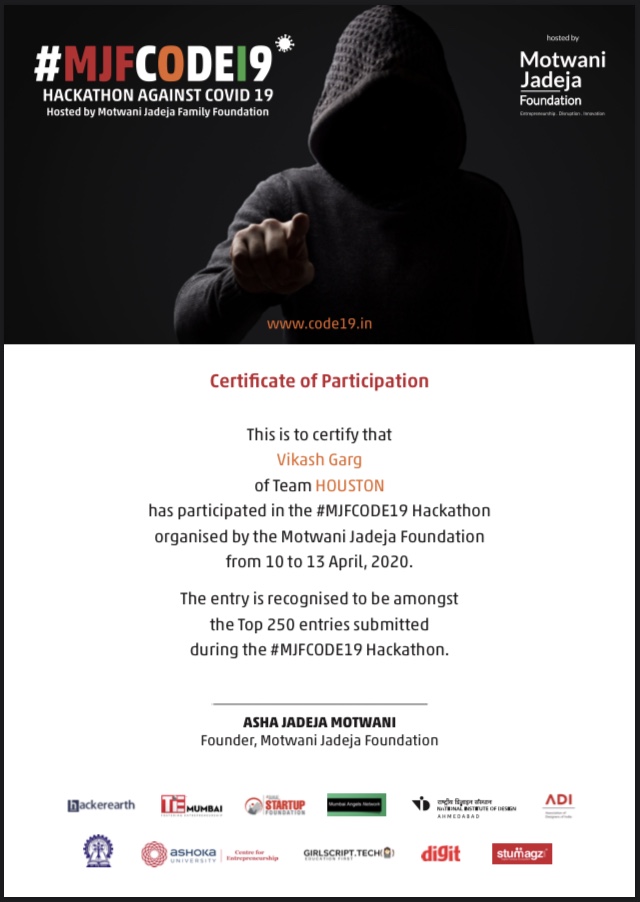 #MJFCODE19
HACKATHON AGAINST COVID 19
Hosted by Motwani Jadeja Family Foundation
hosted by
Motwani
Jadeja
Foundation
Entrepreneurship . Disruption . Innovation
www.code19.in
Certificate of Participation
This is to certify that
Vikash Garg
of Team HOUSTON
has participated in the #MJFCODE19 Hackathon
organised by the Motwani Jadeja Foundation
from 10 to 13 April, 2020.
The entry is recognised to be amongst
the Top 250 entries submitted
during the #MJFCODE19 Hackathon.
ASHA JADEJA MOTWANI
Founder, Motwani Jadeja Foundation
hackerearth
TiE MUMBAI
STARTUP
FOUNDATION
Mumbai Angels Network
राष्ट्रीय डिज़ाइन संस्थान
NATIONAL INSTITUTE OF DESIGN
AHMEDABAD
ADI
ASHOKA
UNIVERSITY
Centre for
Entrepreneurship
GIRLSCRIPT.TECH
EDUCATION FIRST
digit
stumagz